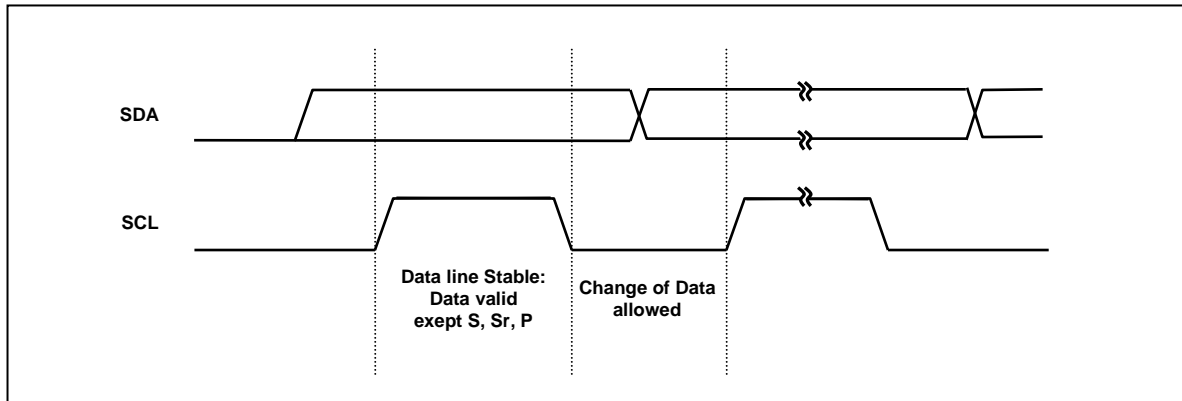 SDA
SCL
Data line Stable:
Data valid
exept S, Sr, P
Change of Data
allowed